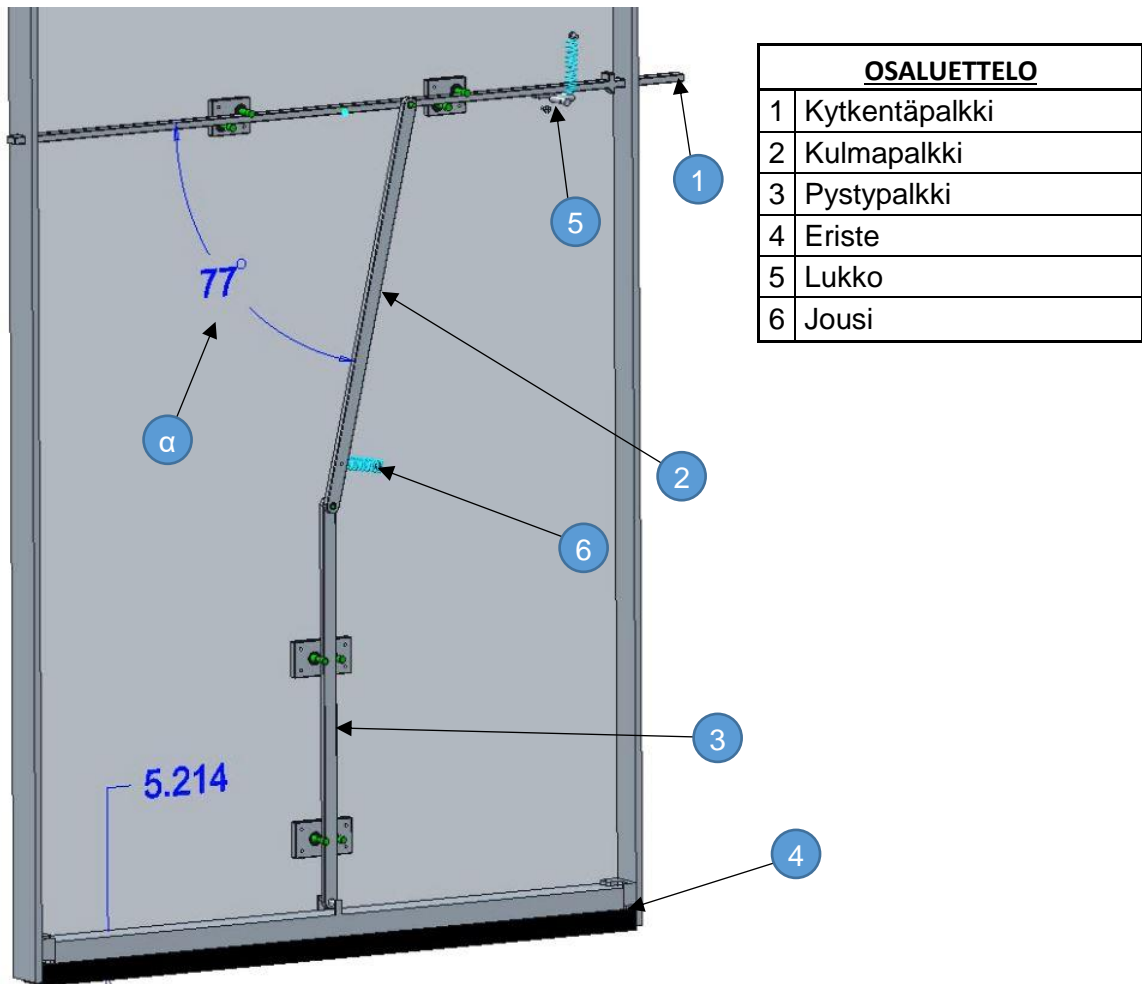 OSALUETTELO
1 Kytkentäpalkki
2 Kulmapalkki
3 Pystypalkki
4 Eriste
5 Lukko
6 Jousi
1
5
77°
α
2
6
3
5.214
4